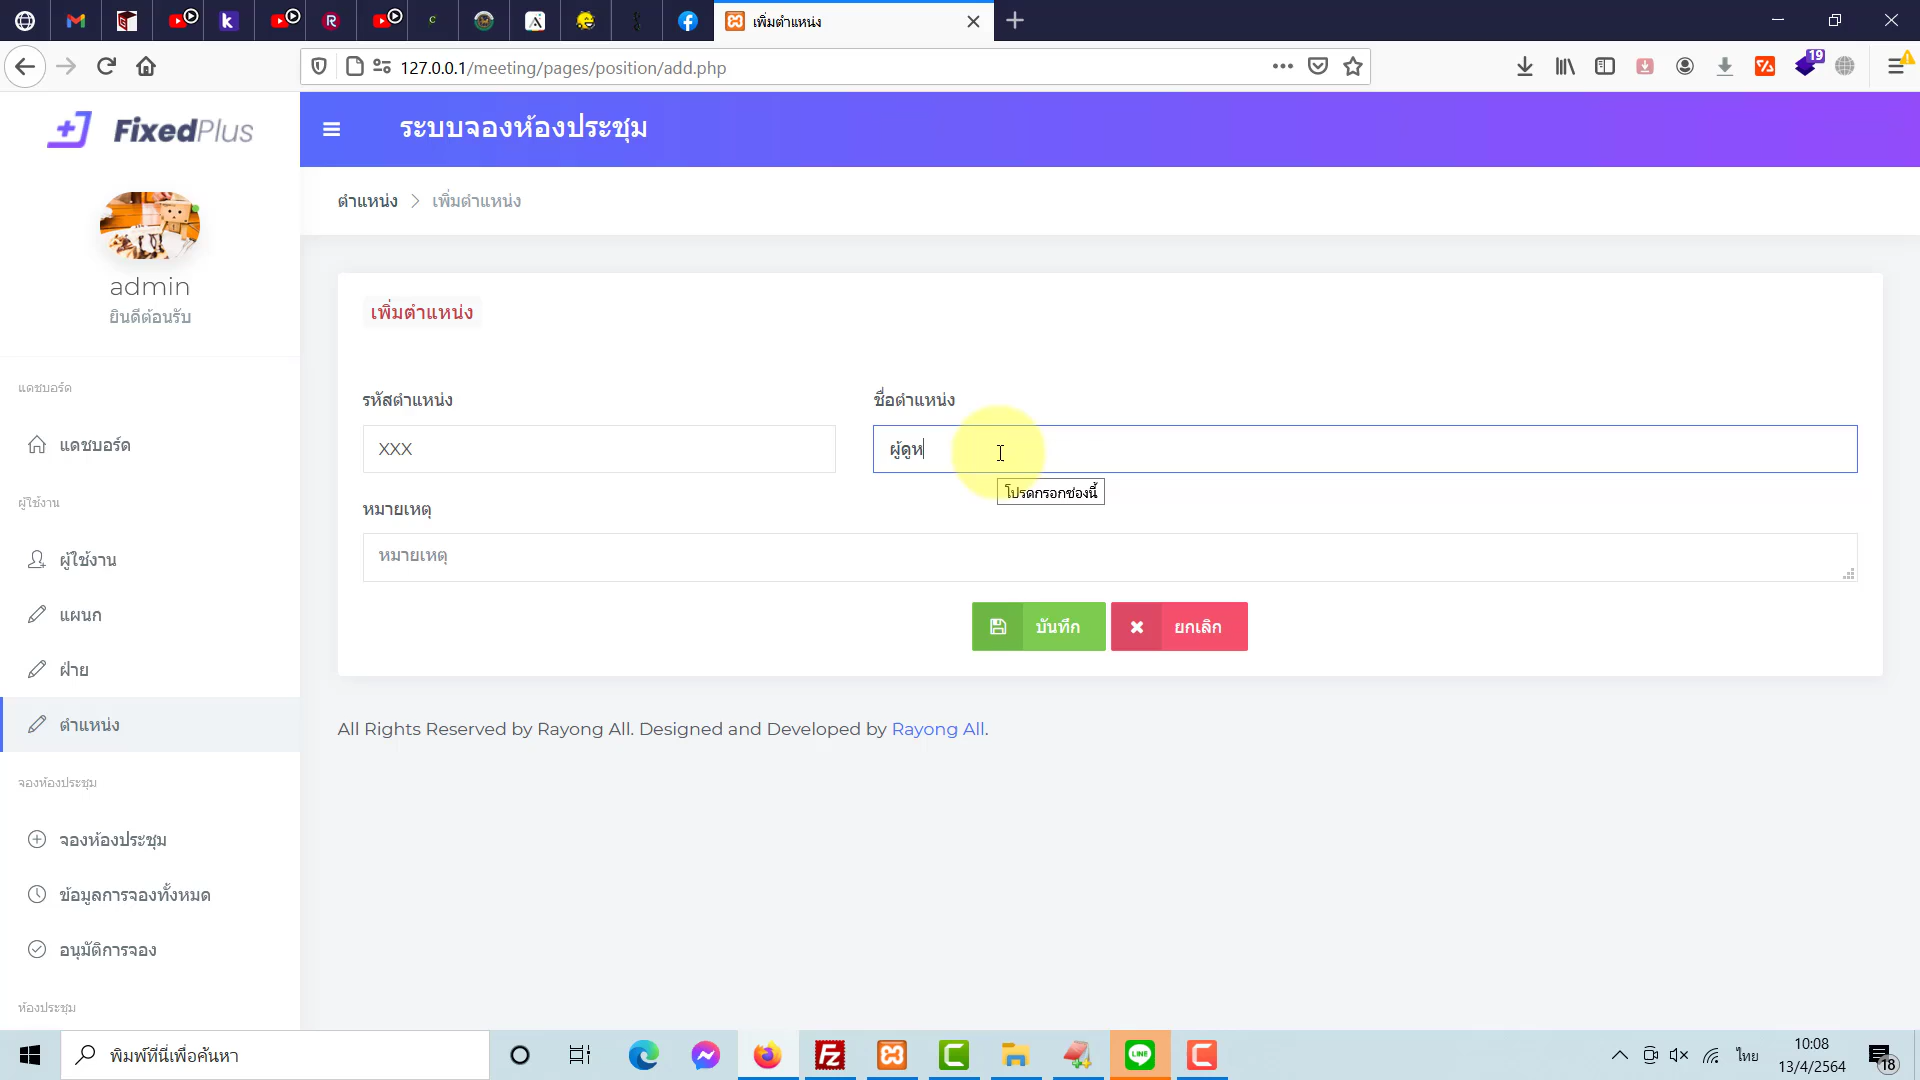 เพิ่มตำแหน่ง
127.0.0.1/meeting/pages/position/add.php
19
FixedPlus
ระบบจองห้องประชุม
ตำแหน่ง
เพิ่มตำแหน่ง
admin
ยินดีต้อนรับ
เพิ่มตำแหน่ง
แดชบอร์ด
รหัสตำแหน่ง
ชื่อตำแหน่ง
แดชบอร์ด
XXX
ผู้ดูห
โปรดกรอกช่องนี้
ผู้ใช้งาน
หมายเหตุ
ผู้ใช้งาน
หมายเหตุ
แผนก
บันทึก
ยกเลิก
ฝ่าย
ตำแหน่ง
All Rights Reserved by Rayong All. Designed and Developed by Rayong All.
จองห้องประชุม
จองห้องประชุม
ข้อมูลการจองทั้งหมด
อนุมัติการจอง
ห้องประชุม
พิมพ์ที่นี่เพื่อค้นหา
LINE
ไทย
10:08
13/4/2564
18